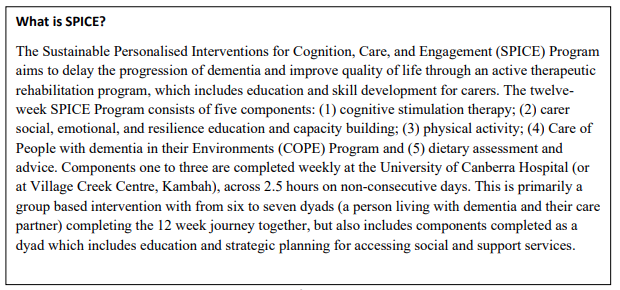 What is SPICE?
The Sustainable Personalised Interventions for Cognition, Care, and Engagement (SPICE) Program
aims to delay the progression of dementia and improve quality of life through an active therapeutic
rehabilitation program, which includes education and skill development for carers. The twelve-
week SPICE Program consists of five components: (1) cognitive stimulation therapy; (2) carer
social, emotional, and resilience education and capacity building; (3) physical activity; (4) Care of
People with dementia in their Environments (COPE) Program and (5) dietary assessment and
advice. Components one to three are completed weekly at the University of Canberra Hospital (or
at Village Creek Centre, Kambah), across 2.5 hours on non-consecutive days. This is primarily a
group based intervention with from six to seven dyads (a person living with dementia and their care
partner) completing the 12 week journey together, but also includes components completed as a
dyad which includes education and strategic planning for accessing social and support services.